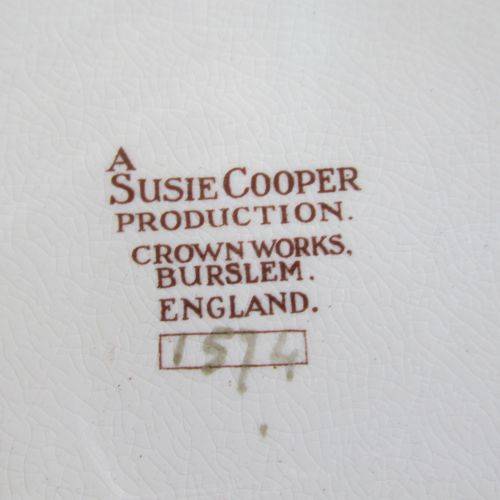 A
SUSIE COOPER
PRODUCTION.
CROWN WORKS,
BURSLEM.
ENGLAND.
1574